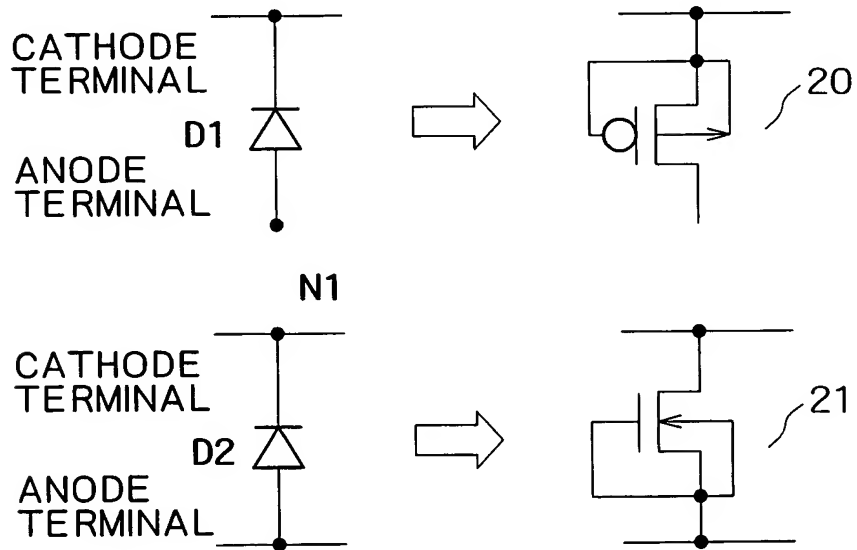 CATHODE
TERMINAL
D1
20
ANODE
TERMINAL
N1
CATHODE
TERMINAL
D2
21
ANODE
TERMINAL